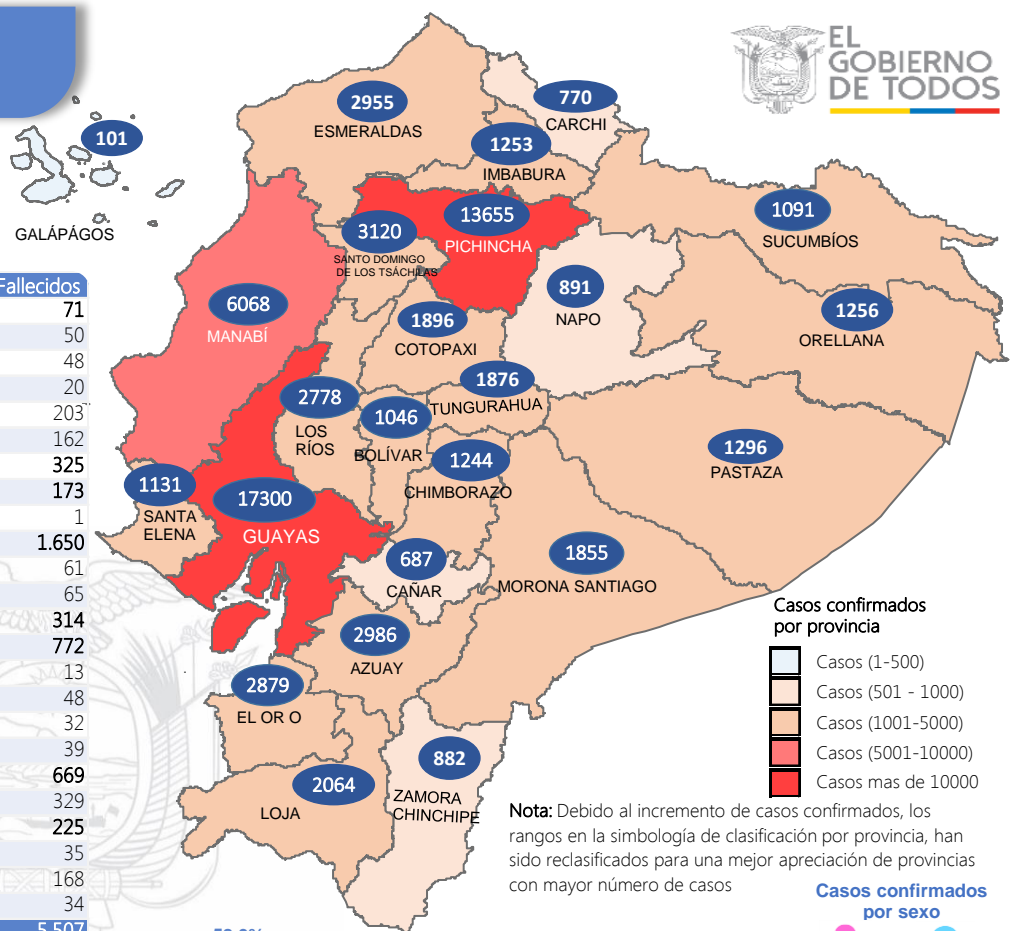 EL
GOBIERNO
DE TODOS
2955
ESMERALDAS
770
CARCHI
101
GALÁPÁGOS
1253
IMBABURA
13655
PICHINCHA
3120
SANTO DOMINGO
DE LOS TSÁCHILAS
1091
SUCUMBÍOS
6068
MANABÍ
891
NAPO
1256
ORELLANA
1896
COTOPAXI
1876
TUNGURAHUA
2778
LOS
RÍOS
1046
BOLÍVAR
1296
PASTAZA
1244
CHIMBORAZO
1131
SANTA
ELENA
17300
GUAYAS
687
CAÑAR
1855
MORONA SANTIAGO
2986
AZUAY
2879
EL OR O
882
ZAMORA
CHINCHIPE
2064
LOJA
Fallecidos
71
50
48
20
203
162
325
173
1
1.650
61
65
314
772
13
48
32
39
669
329
225
35
168
34
5.507
Casos confirmados
por provincia
Casos (1-500)
Casos (501 - 1000)
Casos (1001-5000)
Casos (5001-10000)
Casos mas de 10000
Nota: Debido al incremento de casos confirmados, los
rangos en la simbología de clasificación por provincia, han
sido reclasificados para una mejor apreciación de provincias
con mayor número de casos
Casos confirmados
por sexo